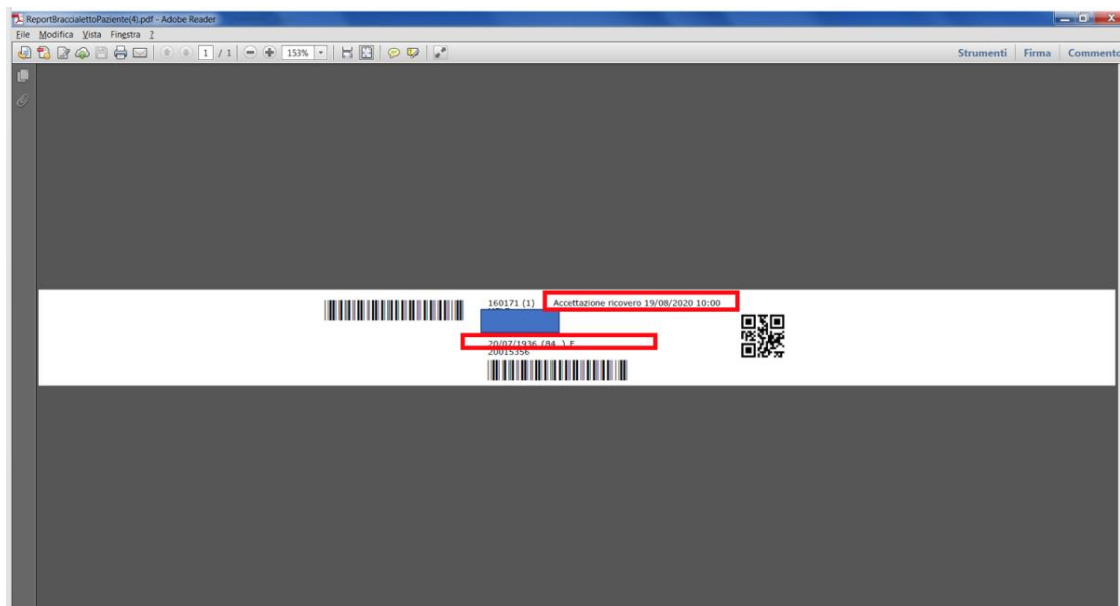 ReportBraccialettoPaziente(4).pdf - Adobe Reader
File Modifica Vista Finestra ?
1 / 1 153% Strumenti Firma Commento
160171 (1) Accettazione ricovero 19/08/2020 10:00
20/07/1936 (84 ) F
20015356